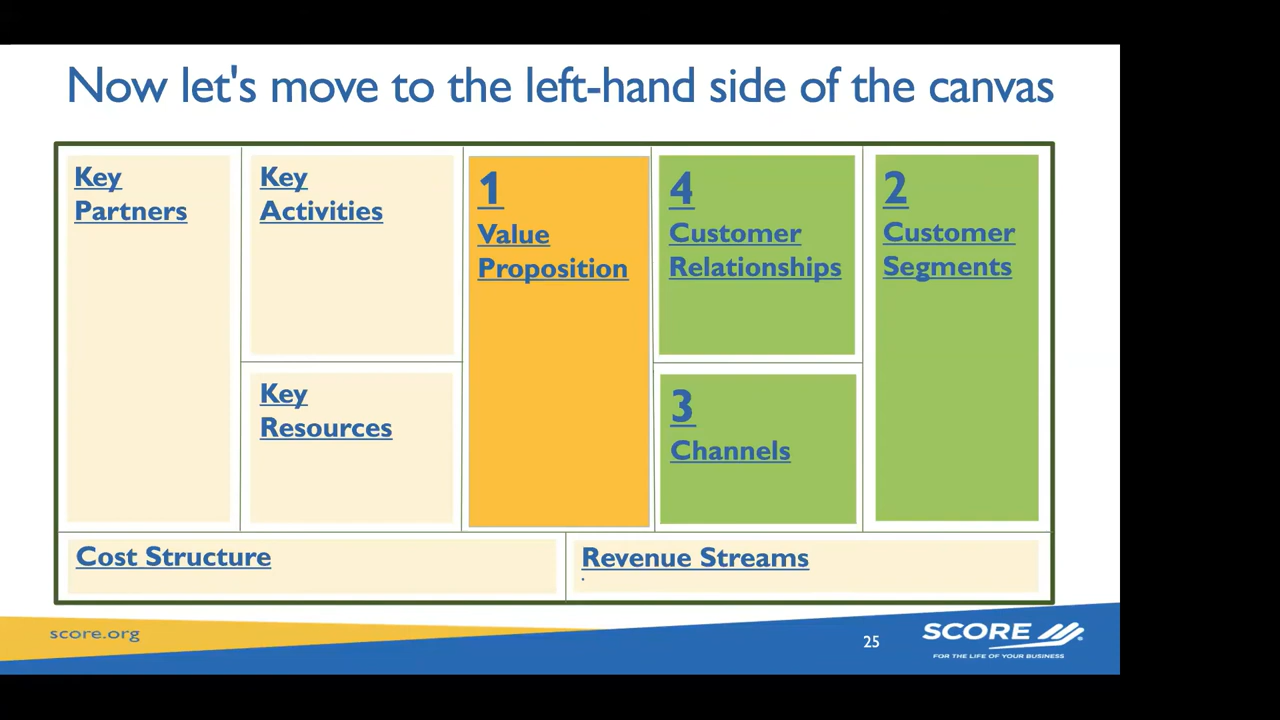 Now let's move to the left-hand side of the canvas
Key
Partners
Key
Activities
Key
Resources
1
Value
Proposition
4
Customer
Relationships
3
Channels
2
Customer
Segments
Cost Structure
Revenue Streams
.
score.org
25
SCORE
FOR THE LIFE OF YOUR BUSINESS